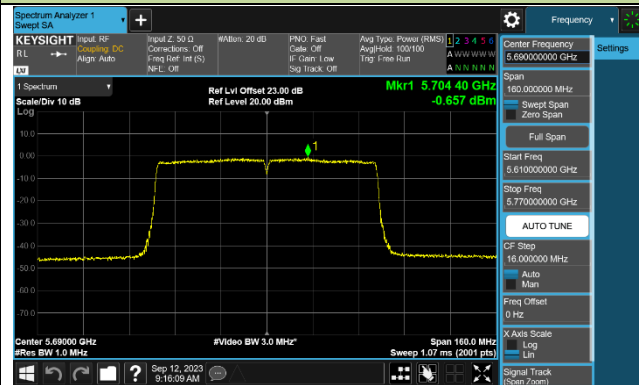 Spectrum Analyzer 1
Swept SA
Frequency
KEYSIGHT
RL
LXI
Input: RF
Coupling: DC
Align: Auto
Input Z: 50 Ω
Corrections: Off
Freq Ref: Int (S)
NFE: Off
#Atten: 20 dB
PNO: Fast
Gate: Off
IF Gain: Low
Sig Track: Off
Avg Type: Power (RMS)
Avg|Hold: 100/100
Trig: Free Run
1 2 3 4 5 6
A W W W W W
A N N N N N
Center Frequency
5.690000000 GHz
Settings
Span
160.000000 MHz
Swept Span
Zero Span
Full Span
Start Freq
5.610000000 GHz
Stop Freq
5.770000000 GHz
AUTO TUNE
CF Step
16.000000 MHz
Auto
Man
Freq Offset
0 Hz
X Axis Scale
Log
Lin
Signal Track
(Span Zoom)
1 Spectrum
Scale/Div 10 dB
Log
Ref Lvl Offset 23.00 dB
Ref Level 20.00 dBm
Mkr1 5.704 40 GHz
-0.657 dBm
1
10.0
0.00
-10.0
-20.0
-30.0
-40.0
-50.0
-60.0
-70.0
Center 5.69000 GHz
#Res BW 1.0 MHz
#Video BW 3.0 MHz*
Span 160.0 MHz
Sweep 1.07 ms (2001 pts)
?
Sep 12, 2023
9:16:09 AM